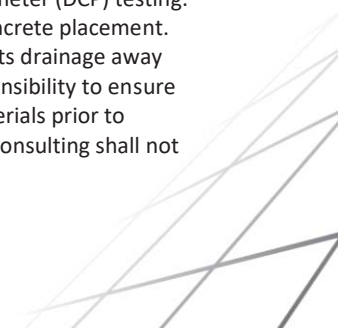 meter (DCP) testing.
ncrete placement.
ts drainage away
nsibility to ensure
erials prior to
onsulting shall not